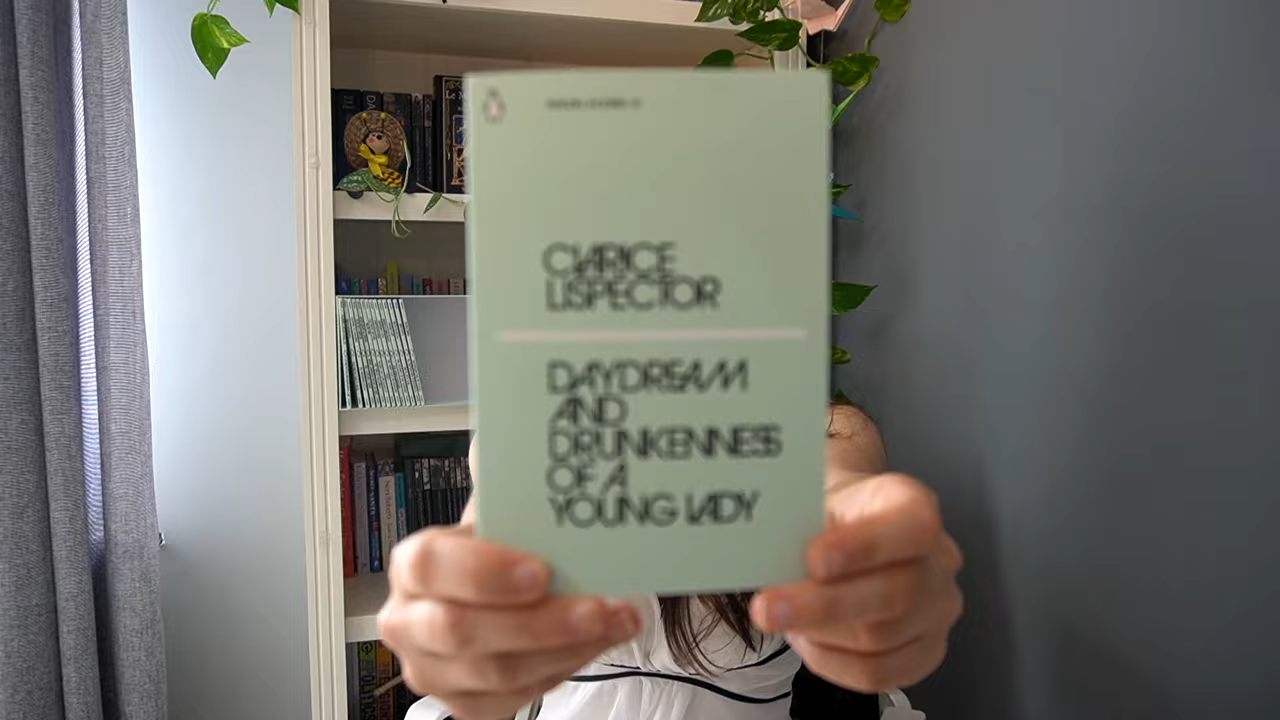 CLARICE
LISPECTOR
DAYDREAM
AND
DRUNKENNESS
OF A
YOUNG LADY